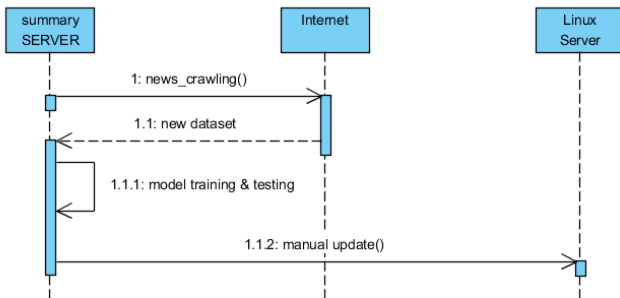 summary
SERVER
Internet
Linux
Server
1: news_crawling()
1.1: new dataset
1.1.1: model training & testing
1.1.2: manual update()